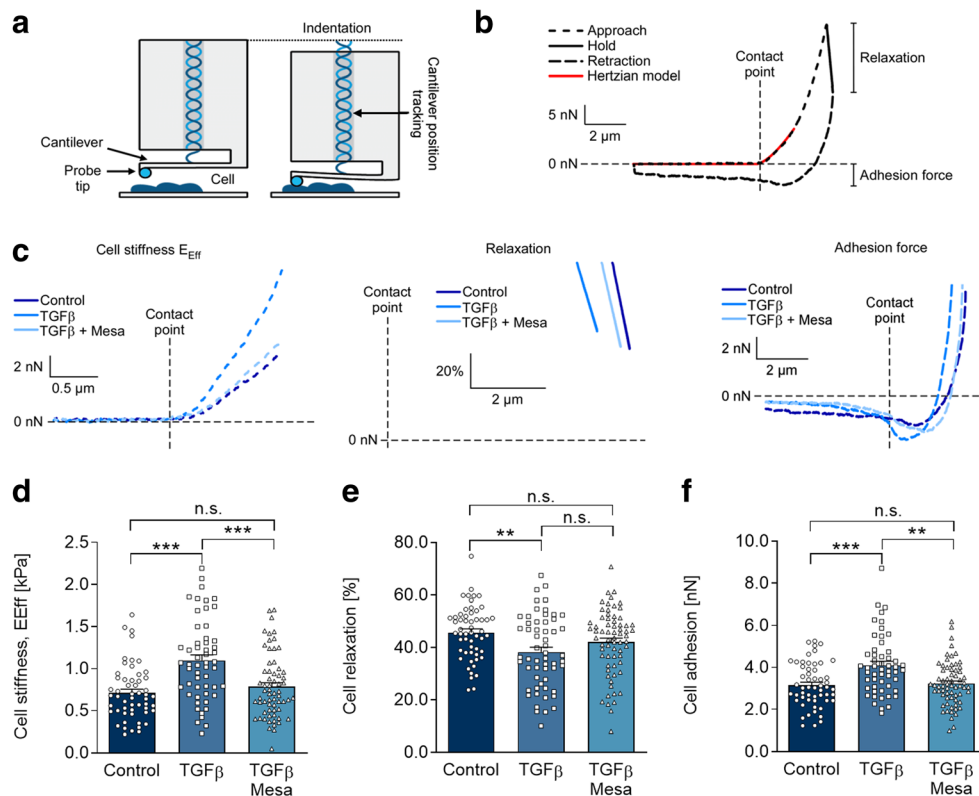 a
Indentation
Cantilever position
tracking
Cantilever
Probe
tip
Cell
b
Approach
Hold
Retraction
Hertzian model
Contact
point
Relaxation
5 nN
2 µm
0 nN
Adhesion force
c
Cell stiffness EEff
Control
TGFβ
TGFβ + Mesa
Contact
point
2 nN
0.5 µm
0 nN
Relaxation
Contact
point
Control
TGFβ
TGFβ + Mesa
20%
2 µm
0 nN
Adhesion force
Control
TGFβ
TGFβ + Mesa
Contact
point
2 nN
2 µm
0 nN
d
n.s.
*** ***
Cell stiffness, EEff [kPa]
2.5
2.0
1.5
1.0
0.5
0.0
Control TGFβ TGFβ
Mesa
e
n.s.
** n.s.
Cell relaxation [%]
80.0
60.0
40.0
20.0
0.0
Control TGFβ TGFβ
Mesa
f
n.s.
*** **
Cell adhesion [nN]
10.0
8.0
6.0
4.0
2.0
0.0
Control TGFβ TGFβ
Mesa